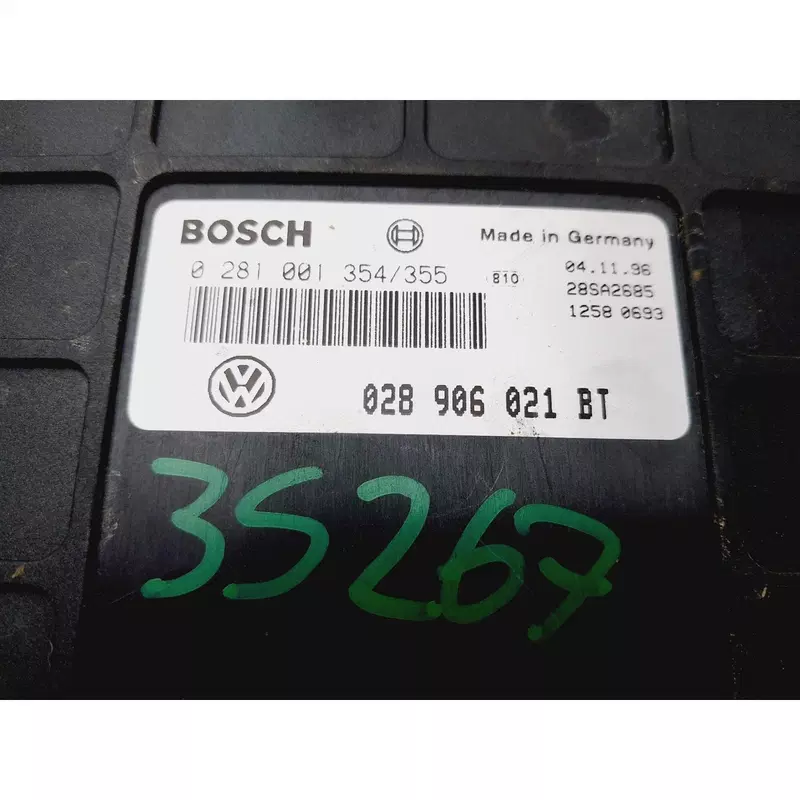 BOSCH Made in Germany
0 281 001 354/355 810 04.11.96
28SA2685
1258 0693
VW 028 906 021 BT
35267